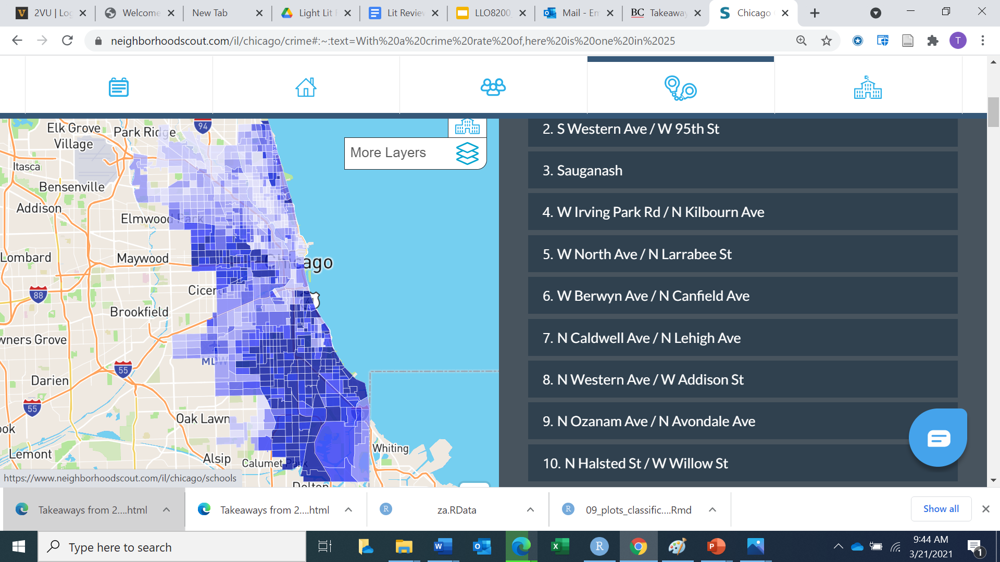 2VU | Log
Welcome
New Tab
Light Lit
Lit Review
LLO8200
Mail - Em
BC Takeaway
Chicago
neighborhoodscout.com/il/chicago/crime#:~:text=With%20a%20crime%20rate%20of,here%20is%20one%20in%2025
T
Elk Grove
Village
Park Ridge
94
Itasca
Bensenville
Addison
Elmwood Park
Lombard
Maywood
Chicago
Cicero
88
41
Brookfield
wners Grove
MDW
55
Darien
55
Oak Lawn
ook
Whiting
Lemont
Alsip
Calumet Park
Dolton
More Layers
2. S Western Ave / W 95th St
3. Sauganash
4. W Irving Park Rd / N Kilbourn Ave
5. W North Ave / N Larrabee St
6. W Berwyn Ave / N Canfield Ave
7. N Caldwell Ave / N Lehigh Ave
8. N Western Ave / W Addison St
9. N Ozanam Ave / N Avondale Ave
10. N Halsted St / W Willow St
https://www.neighborhoodscout.com/il/chicago/schools
Takeaways from 2....html
Takeaways from 2....html
R za.RData
R 09_plots_classific....Rmd
Show all
Type here to search
9:44 AM
3/21/2021
1